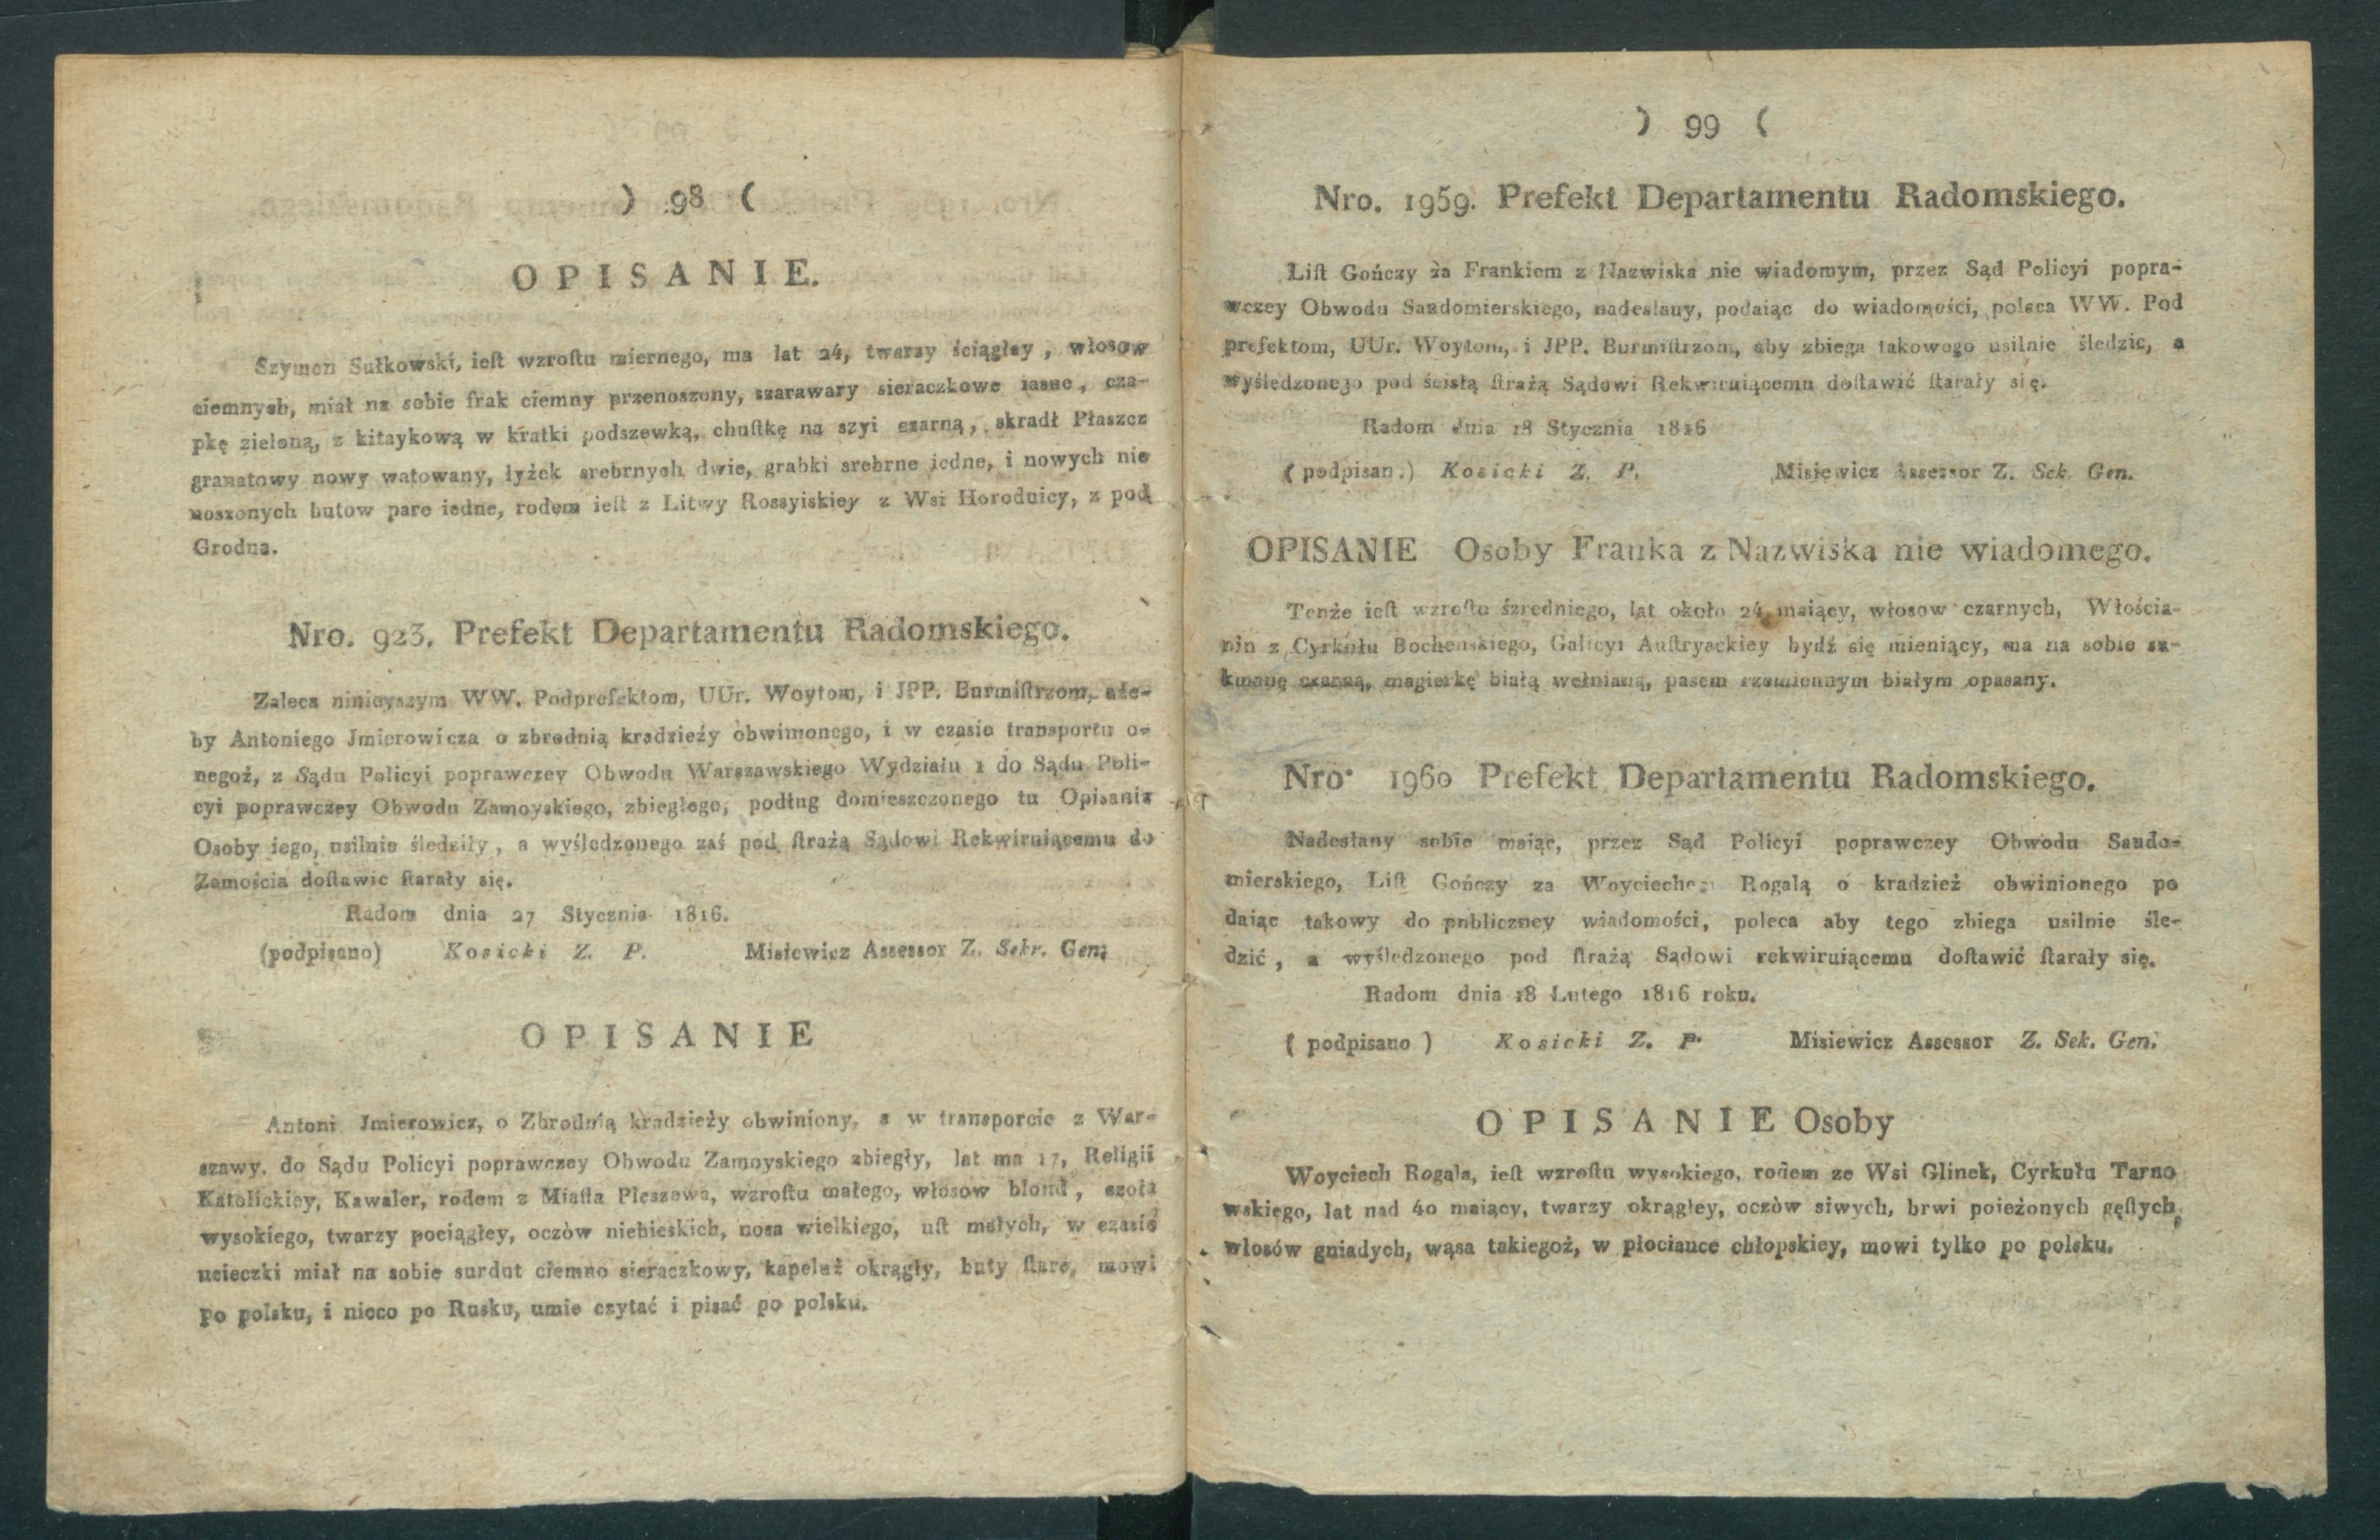 ) 98 (
OPISANIE.
Szymon Sułkowski, ieſt wzroſtu miernego, ma lat 24, twarzy ściągłey, włosow
ciemnych, miał na sobie frak ciemny przenoszony, szarawary sieraczkowe iasne, cza-
pkę zieloną, z kitaykową w kratki podszewką, chuſtkę na szyi czarną, skradł Płaszcz
granatowy nowy watowany, łyżek srebrnych dwie, grabki srebrne iedne, i nowych nie
noszonych butow pare iedne, rodem ieſt z Litwy Rossyiskiey z Wsi Horodnicy, z pod
Grodna.
Nro. 923. Prefekt Departamentu Radomskiego.
Zaleca ninieyszym WW. Podprefektom, UUr. Woytom, i JPP. Burmiſtrzom, aże-
by Antoniego Jmierowicza o zbrodnią kradzieży obwinionego, i w czasie transportu o-
negoż, z Sądu Policyi poprawczey Obwodu Warszawskiego Wydziału 1 do Sądu Poli-
cyi poprawczey Obwodu Zamoyskiego, zbiegłego, podług domieszczonego tu Opisania
Osoby iego, usilnie śledziły, a wyśledzonego zaś pod ſtrażą Sądowi Rekwiruiącemu do
Zamościa doſtawic ſtarały się.
Radom dnia 27 Stycznia 1816.
(podpisano) Kosicki Z. P. Misiewicz Assessor Z. Sekr. Gen.
OPISANIE
Antoni Jmierowicz, o Zbrodnią kradzieży obwiniony, a w transporcie z War-
szawy. do Sądu Policyi poprawczey Obwodu Zamoyskiego zbiegły, lat ma 17, Religii
Katolickiey, Kawaler, rodem z Miaſta Pleszewa, wzroſtu małego, włosow blond, czoła
wysokiego, twarzy pociągłey, oczòw niebieskich, nosa wielkiego, uſt małych, w czasie
ucieczki miał na sobie surdut ciemno sieraczkowy, kapelusz okrągły, buty ſtare, mowi
po polsku, i nieco po Rusku, umie czytać i pisać po polsku.
) 99 (
Nro. 1959. Prefekt Departamentu Radomskiego.
Liſt Gończy za Frankiem z Nazwiska nie wiadomym, przez Sąd Policyi popra-
wczey Obwodu Sandomierskiego, nadesłany, podaiąc do wiadomości, poleca WW. Pod
prefektom, UUr. Woytom, i JPP. Burmiſtrzom, aby zbiega takowego usilnie śledzic, a
wyśledzonego pod ścisłą ſtrażą Sądowi Rekwiruiącemu doſtawić ſtarały się.
Radom dnia 18 Stycznia 1816
(podpisan.) Kosicki Z. P. Misiewicz Assessor Z. Sek. Gen.
OPISANIE Osoby Franka z Nazwiska nie wiadomego.
Tenże ieſt wzroſtu śzredniego, lat około 24 maiący, włosow czarnych, Włościa-
nin z Cyrkułu Bochenskiego, Galicyi Auſtryackiey bydź się mieniący, ma na sobie su-
kmanę czarną, magierkę białą wełnianą, pasem rzemiennym białym opasany.
Nro. 1960 Prefekt Departamentu Radomskiego.
Nadesłany sobie maiąc, przez Sąd Policyi poprawczey Obwodu Sando-
mierskiego, Liſt Gończy za Woyciechem Rogalą o kradzież obwinionego po
daiąc takowy do publiczney wiadomości, poleca aby tego zbiega usilnie śle-
dzić, a wyśledzonego pod ſtrażą Sądowi rekwiruiącemu doſtawić ſtarały się.
Radom dnia 18 Lutego 1816 roku.
( podpisano ) Kosicki Z. P. Misiewicz Assessor Z. Sek. Gen.
OPISANIE Osoby
Woyciech Rogala, ieſt wzroſtu wysokiego, rodem ze Wsi Glinek, Cyrkułu Tarno
wskiego, lat nad 40 maiący, twarzy okrągłey, oczòw siwych, brwi poieżonych gęſtych,
włosów gniadych, wąsa takiegoż, w płociance chłopskiey, mowi tylko po polsku.